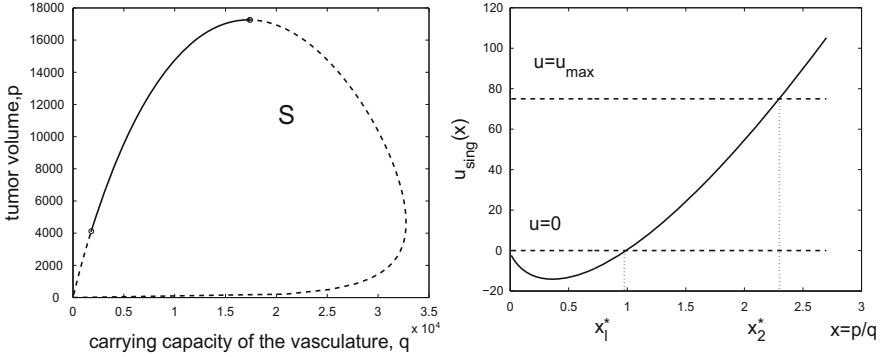 18000
16000
14000
12000
10000
8000
6000
4000
2000
0
tumor volume,p
S
0 0.5 1 1.5 2 2.5 3 3.5
x 10^4
carrying capacity of the vasculature, q
120
100
80
60
40
20
0
−20
u_sing(x)
u=u_max
u=0
0 0.5 1 1.5 2 2.5 3
x_l^* x_2^* x=p/q